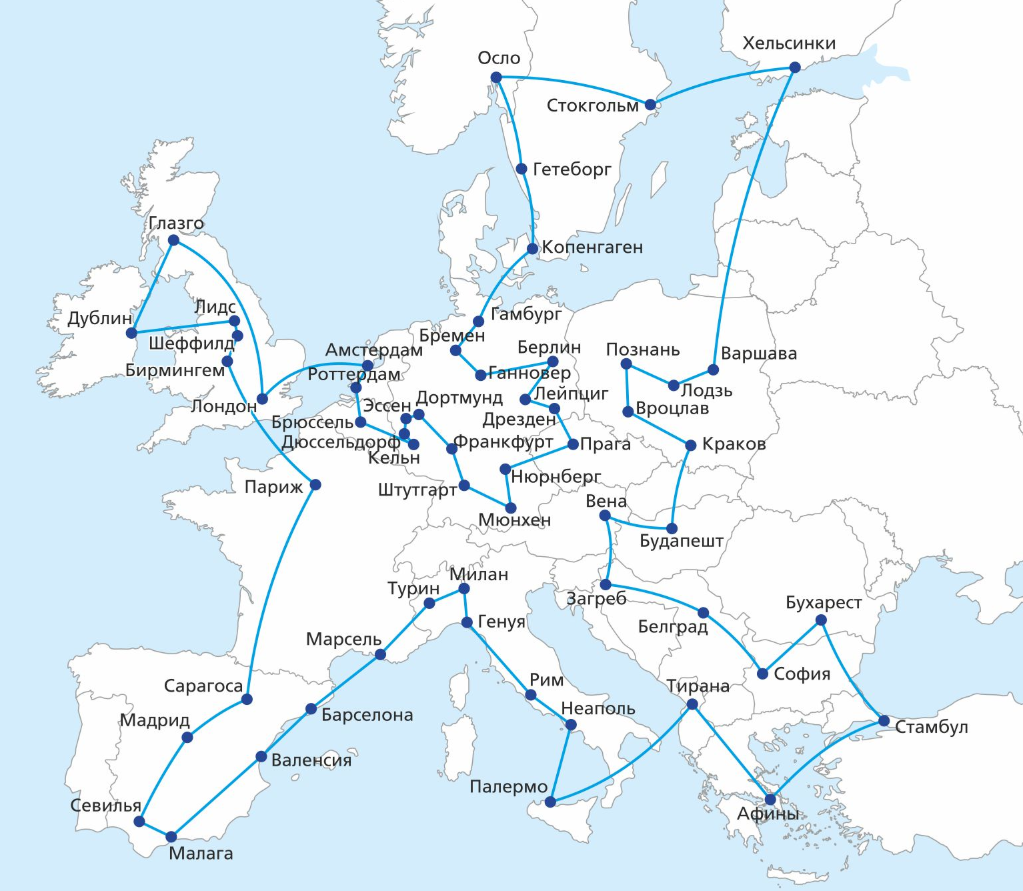 Хельсинки
Осло
Стокгольм
Гетеборг
Глазго
Копенгаген
Лидс
Дублин
Гамбург
Шеффилд
Бремен
Амстердам
Берлин
Познань
Варшава
Бирмингем
Роттердам
Ганновер
Лодзь
Лондон
Эссен
Дортмунд
Лейпциг
Вроцлав
Брюссель
Дрезден
Дюссельдорф
Франкфурт
Прага
Краков
Кельн
Париж
Штутгарт
Нюрнберг
Вена
Мюнхен
Будапешт
Милан
Турин
Загреб
Бухарест
Генуя
Белград
Марсель
София
Сарагоса
Рим
Тирана
Мадрид
Барселона
Неаполь
Стамбул
Валенсия
Палермо
Севилья
Афины
Малага